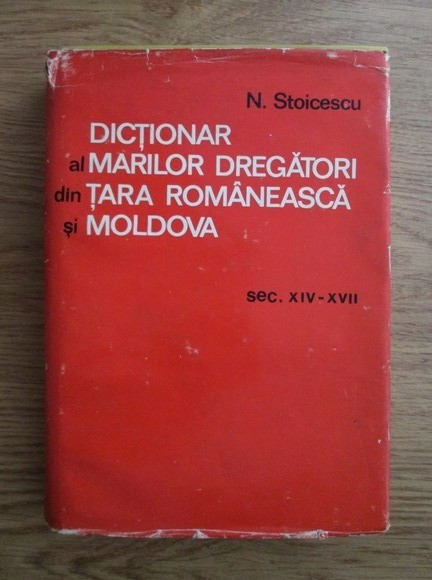 N. Stoicescu
DICȚIONAR
al MARILOR DREGĂTORI
din ȚARA ROMÂNEASCĂ
și MOLDOVA
sec. XIV-XVII